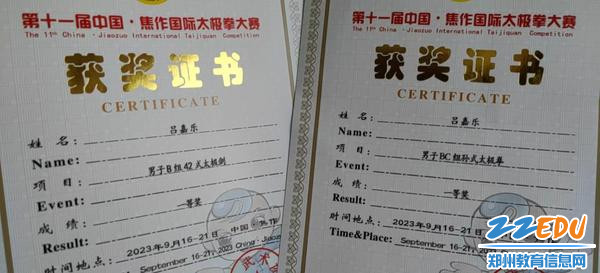 第十一届中国·焦作国际太极拳大赛
The 11th China · Jiaozuo International Taijiquan Competition
获奖证书
CERTIFICATE
姓名: 吕嘉乐
Name:
项目: 男子B组42式太极剑
Event:
成绩: 一等奖
Result:
时间地点: 2023年9月16-21日 中国
September 16-21, 2023
第十一届中国·焦作国际太极拳大赛
The 11th China · Jiaozuo International Taijiquan Competition
获奖证书
CERTIFICATE
姓名: 吕嘉乐
Name:
项目: 男子BC组孙式太极拳
Event:
成绩: 一等奖
Result:
时间地点: 2023年9月16-21日
Time&Place: September 16-21, 2023
ZZEDU
郑州教育信息网